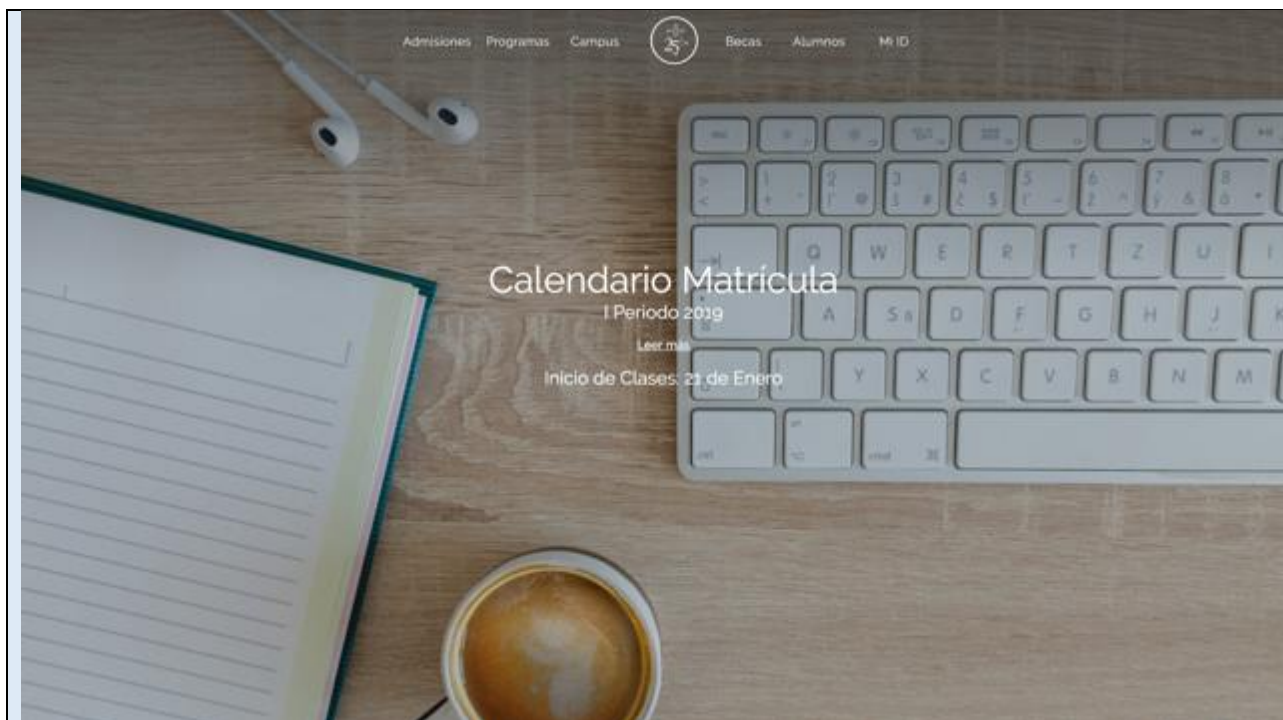 Admisiones Programas Campus 25 Becas Alumnos Mi ID
Calendario Matrícula
I Periodo 2019
Leer más
Inicio de Clases: 21 de Enero
Q W E R T Z U I
A S D F G H J K
Y X C V B N M